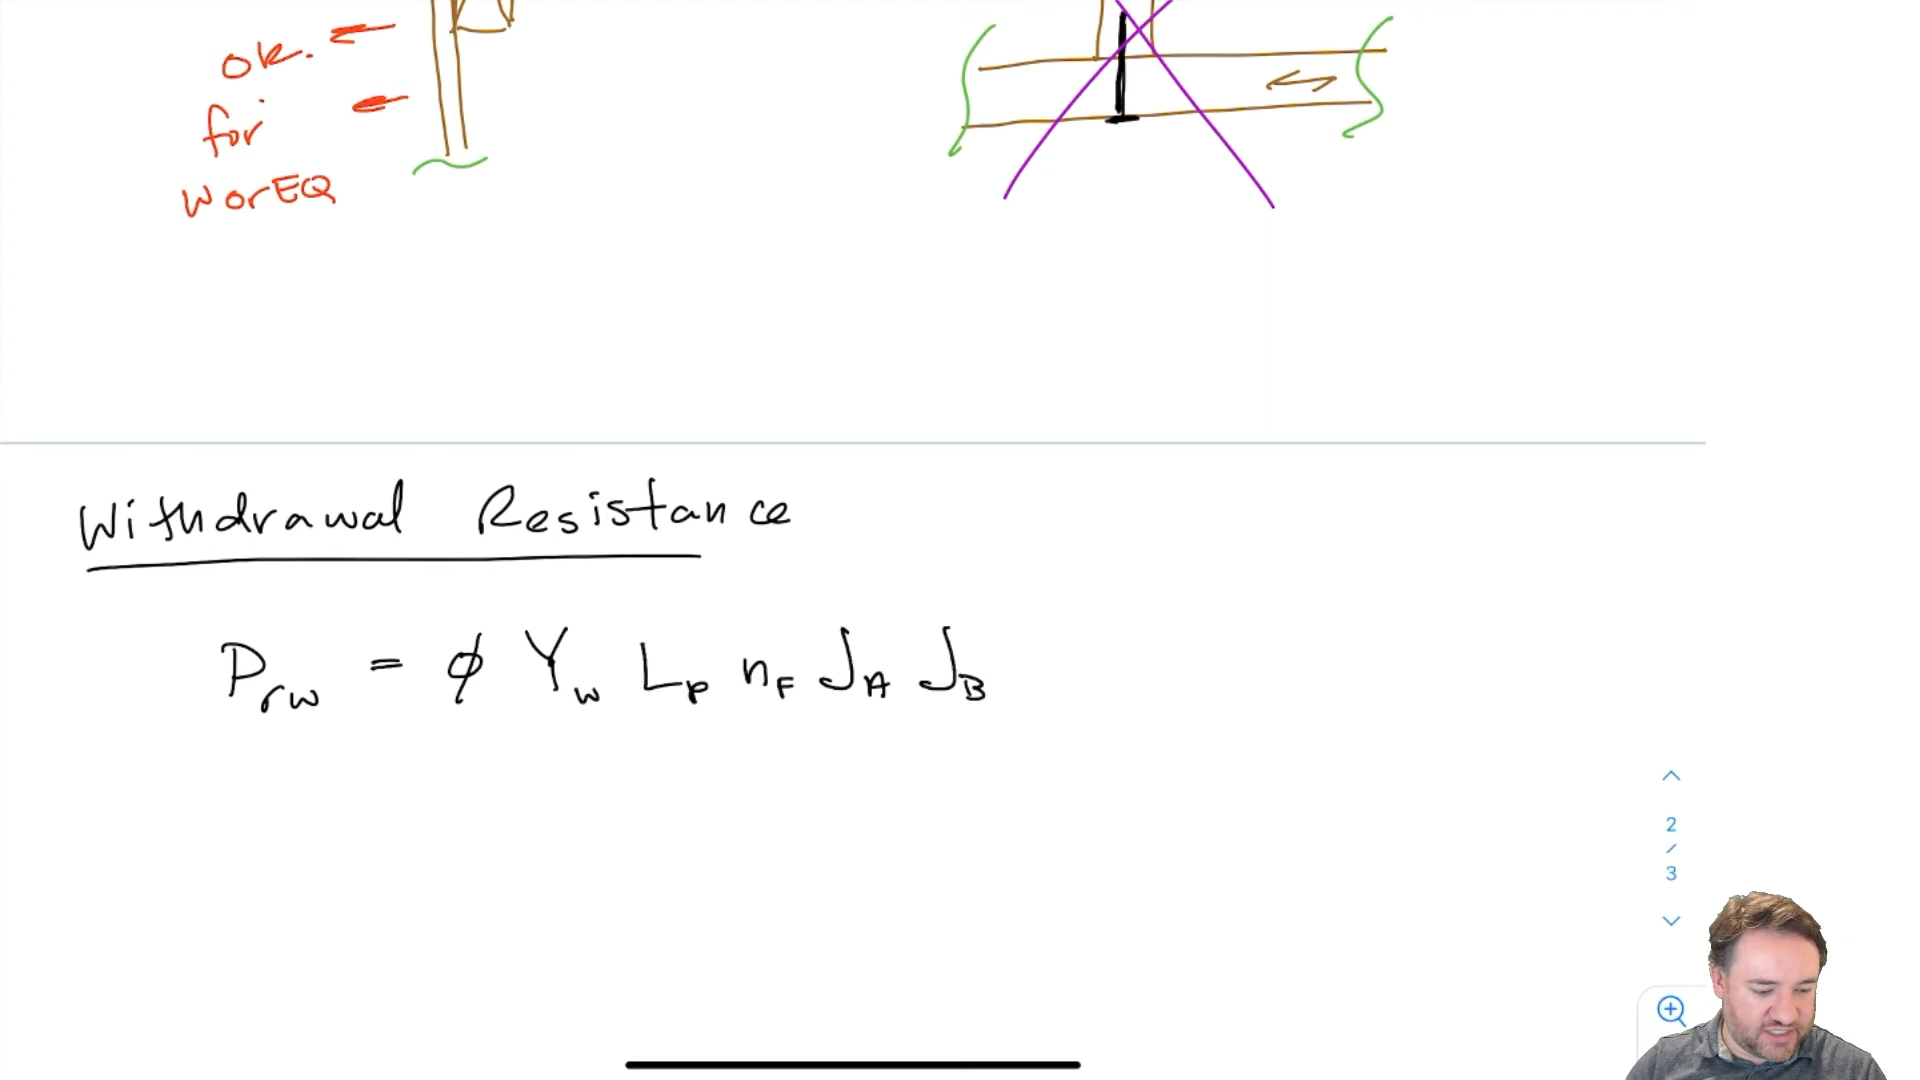 ok.
for
W or EQ
Withdrawal Resistance
P_rw = φ Y_w L_p n_F J_A J_B
2
/
3